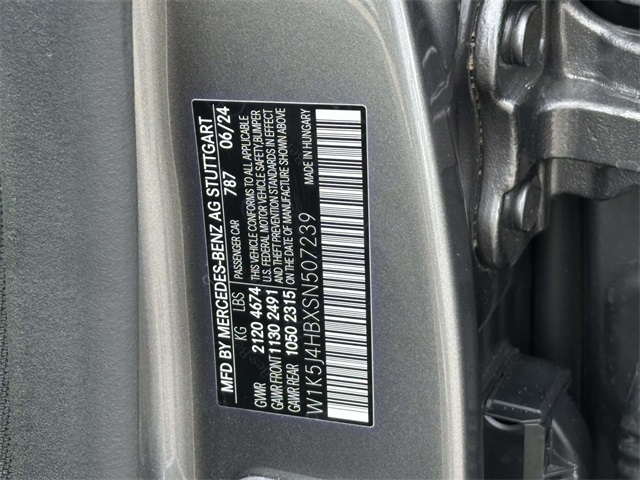 MFD BY MERCEDES-BENZ AG STUTTGART
787 06/24
KG LBS PASSENGER CAR
GVWR 2120 4674 THIS VEHICLE CONFORMS TO ALL APPLICABLE
GAWR FRONT 1130 2491 U.S. FEDERAL MOTOR VEHICLE SAFETY,BUMPER
GAWR REAR 1050 2315 AND THEFT PREVENTION STANDARDS IN EFFECT
ON THE DATE OF MANUFACTURE SHOWN ABOVE
W1K5J4HBXSN507239 MADE IN HUNGARY